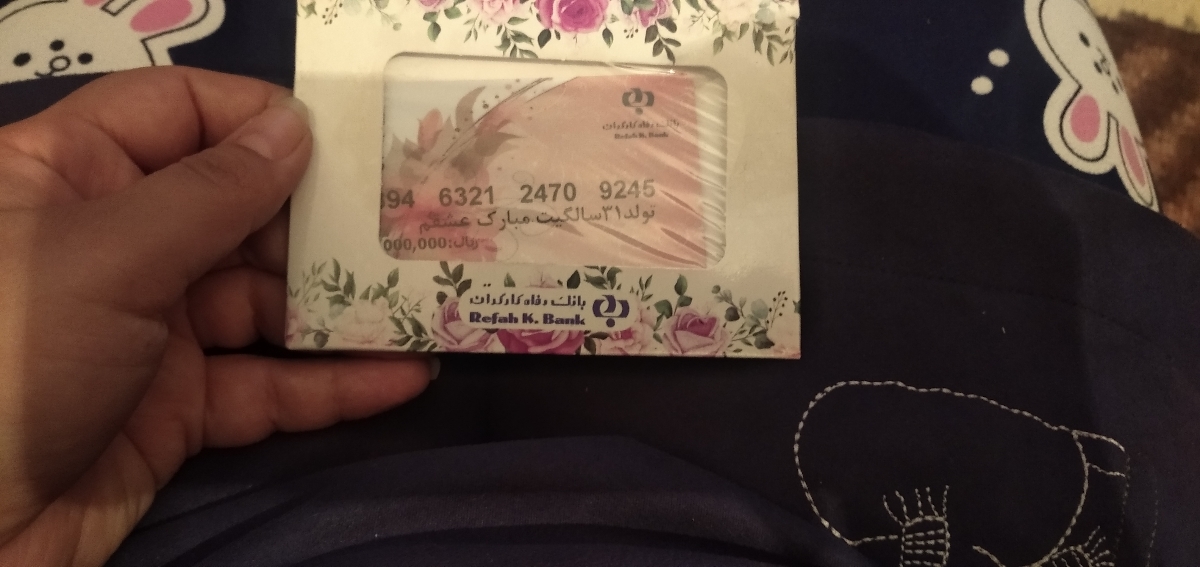 بانک رفاه کارگران
Refah K. Bank
94 6321 2470 9245
تولد۳۱سالگیت مبارک عشقم
000,000:ریال
بانک رفاه کارگران
Refah K. Bank